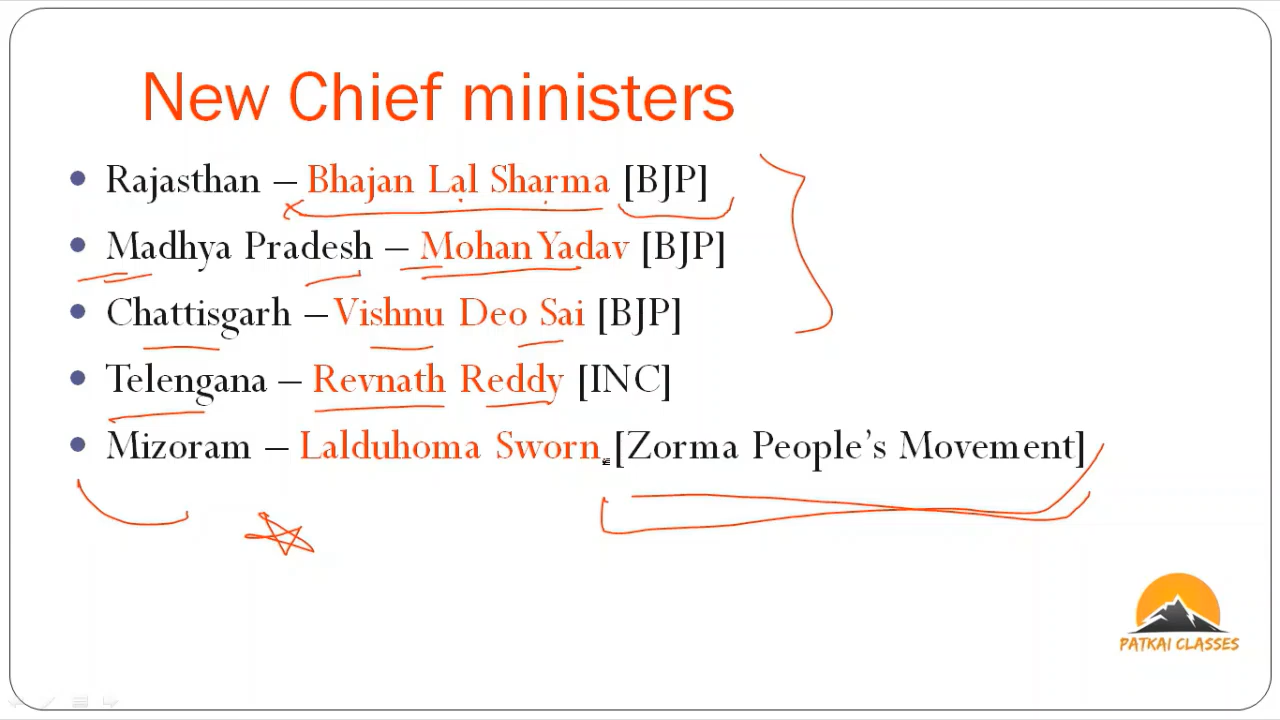 New Chief ministers
Rajasthan – Bhajan Lal Sharma [BJP]
Madhya Pradesh – Mohan Yadav [BJP]
Chattisgarh – Vishnu Deo Sai [BJP]
Telengana – Revnath Reddy [INC]
Mizoram – Lalduhoma Sworn [Zorma People's Movement]
PATKAI CLASSES